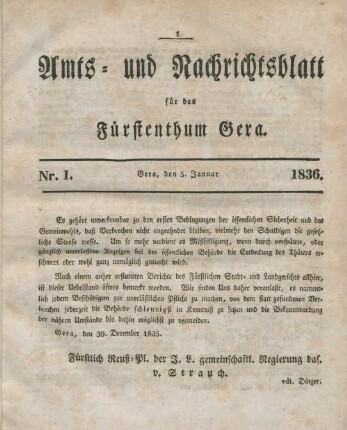 1
Amts- und Nachrichtsblatt
für das
Fürstenthum Gera.
Nr. 1. Gera, den 5. Januar 1836.
Es gehört unverkennbar zu den ersten Bedingungen der öffentlichen Sicherheit und das
Gemeinwohls, daß Verbrechen nicht ungeahndet bleiben, vielmehr den Schuldigen die gesetz-
liche Strafe treffe. Um so mehr verdient es Mißbilligung, wenn durch verspätete, oder
gänzlich unterlassene Anzeigen bei der öffentlichen Behörde die Entdeckung des Thäters er-
schwert oder wohl ganz unmöglich gemacht wird.
Nach einem anher erstatteten Berichte des Fürstlichen Stadt- und Landgerichts allhier,
ist dieser Uebelstand öfters bemerkt worden. Wir finden Uns daher veranlaßt, es nament-
lich jedem Beschädigten zur unerläßlichen Pflicht zu machen, von dem statt gefundenen Ver-
brechen jederzeit die Behörde schleunigst in Kenntniß zu setzen und die Bekanntwerdung
der nähern Umstände bis dahin möglichst zu vermeiden.
Gera, den 30. December 1835.
Fürstlich Reuß-Pl. der J. L. gemeinschaftl. Regierung das.
v. Strauch.
vdt. Dinger.